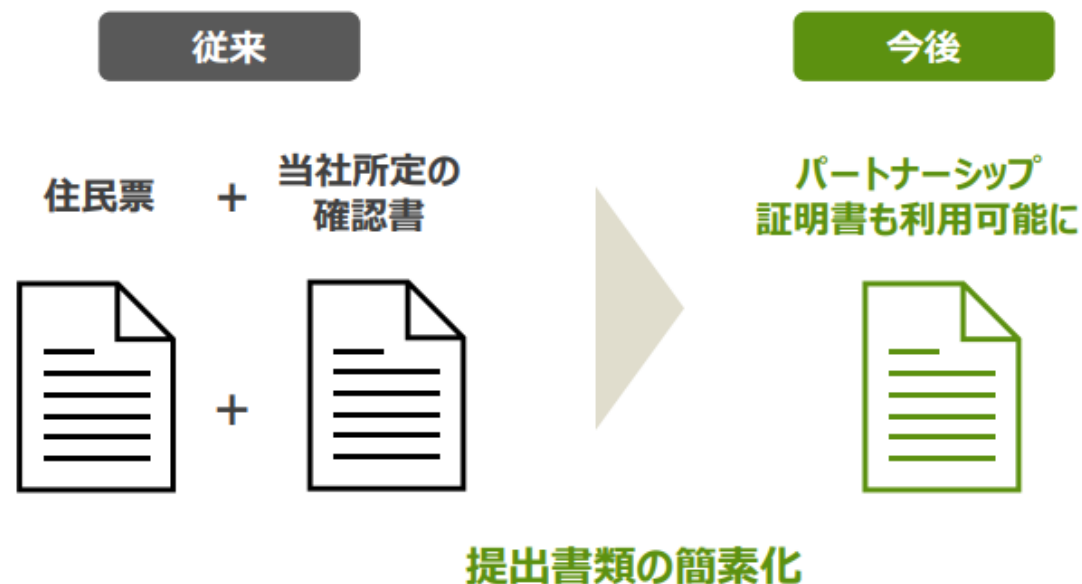 従来
今後
住民票
+
当社所定の
確認書
パートナーシップ
証明書も利用可能に
+
提出書類の簡素化